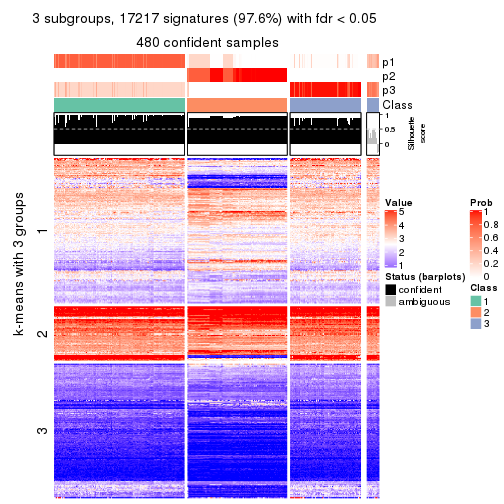 3 subgroups, 17217 signatures (97.6%) with fdr < 0.05
480 confident samples
p1
p2
p3
Class
1
0.5
0
Silhouette
score
k-means with 3 groups
1
2
3
Value
5
4
3
2
1
Status (barplots)
confident
ambiguous
Prob
1
0.8
0.6
0.4
0.2
0
Class
1
2
3